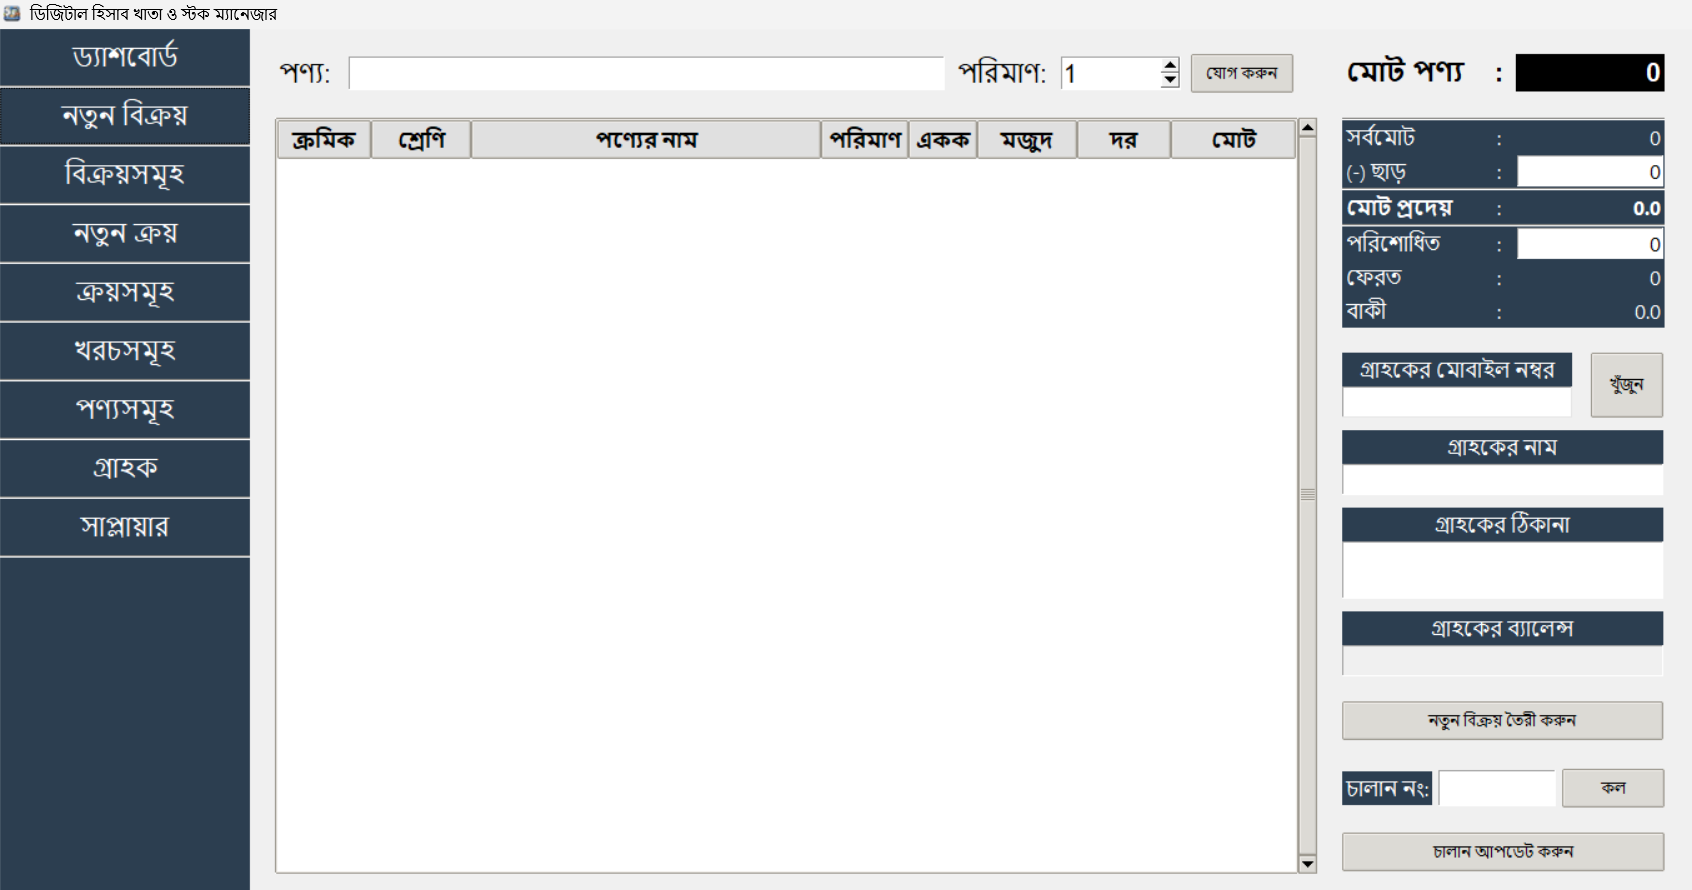 ডিজিটাল হিসাব খাতা ও স্টক ম্যানেজার
ড্যাশবোর্ড
নতুন বিক্রয়
বিক্রয়সমূহ
নতুন ক্রয়
ক্রয়সমূহ
খরচসমূহ
পণ্যসমূহ
গ্রাহক
সাপ্লায়ার
পণ্য: পরিমাণ: 1 যোগ করুন
ক্রমিক শ্রেণি পণ্যের নাম পরিমাণ একক মজুদ দর মোট
মোট পণ্য : 0
সর্বমোট : 0
(-) ছাড় : 0
মোট প্রদেয় : 0.0
পরিশোধিত : 0
ফেরত : 0
বাকী : 0.0
গ্রাহকের মোবাইল নম্বর খুঁজুন
গ্রাহকের নাম
গ্রাহকের ঠিকানা
গ্রাহকের ব্যালেন্স
নতুন বিক্রয় তৈরী করুন
চালান নং: কল
চালান আপডেট করুন